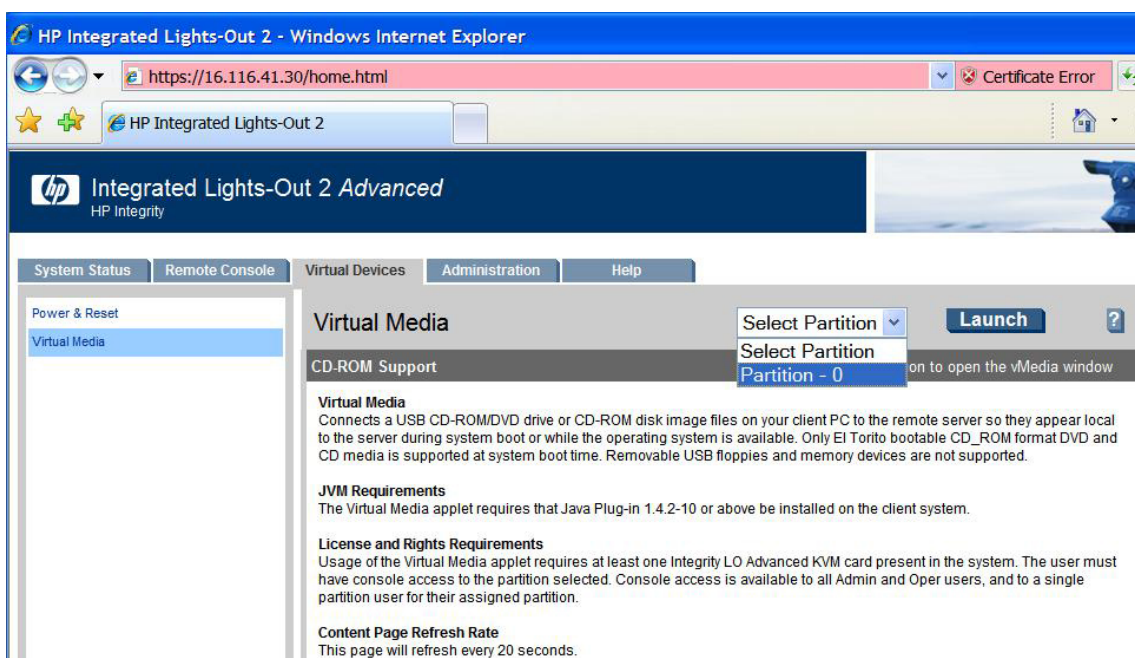 HP Integrated Lights-Out 2 - Windows Internet Explorer
https://16.116.41.30/home.html
Certificate Error
HP Integrated Lights-Out 2
hp
Integrated Lights-Out 2 Advanced
HP Integrity
System Status
Remote Console
Virtual Devices
Administration
Help
Power & Reset
Virtual Media
Virtual Media
Select Partition
Launch
?
Select Partition
Partition - 0
CD-ROM Support
on to open the vMedia window
Virtual Media
Connects a USB CD-ROM/DVD drive or CD-ROM disk image files on your client PC to the remote server so they appear local
to the server during system boot or while the operating system is available. Only El Torito bootable CD_ROM format DVD and
CD media is supported at system boot time. Removable USB floppies and memory devices are not supported.
JVM Requirements
The Virtual Media applet requires that Java Plug-in 1.4.2-10 or above be installed on the client system.
License and Rights Requirements
Usage of the Virtual Media applet requires at least one Integrity LO Advanced KVM card present in the system. The user must
have console access to the partition selected. Console access is available to all Admin and Oper users, and to a single
partition user for their assigned partition.
Content Page Refresh Rate
This page will refresh every 20 seconds.